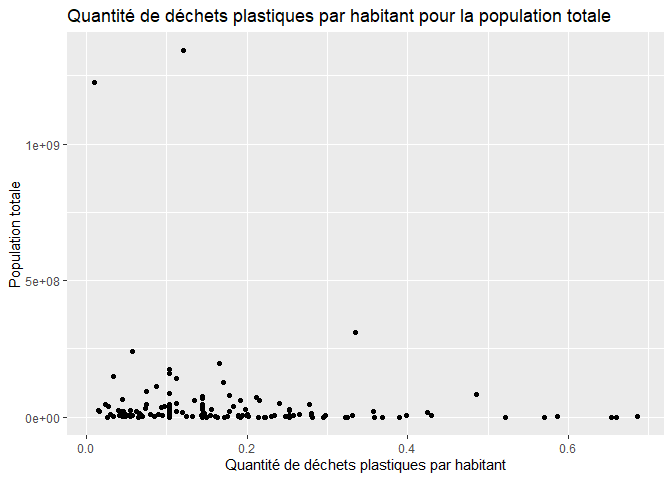 Quantité de déchets plastiques par habitant pour la population totale
1e+09
5e+08
0e+00
Population totale
0.0
0.2
0.4
0.6
Quantité de déchets plastiques par habitant